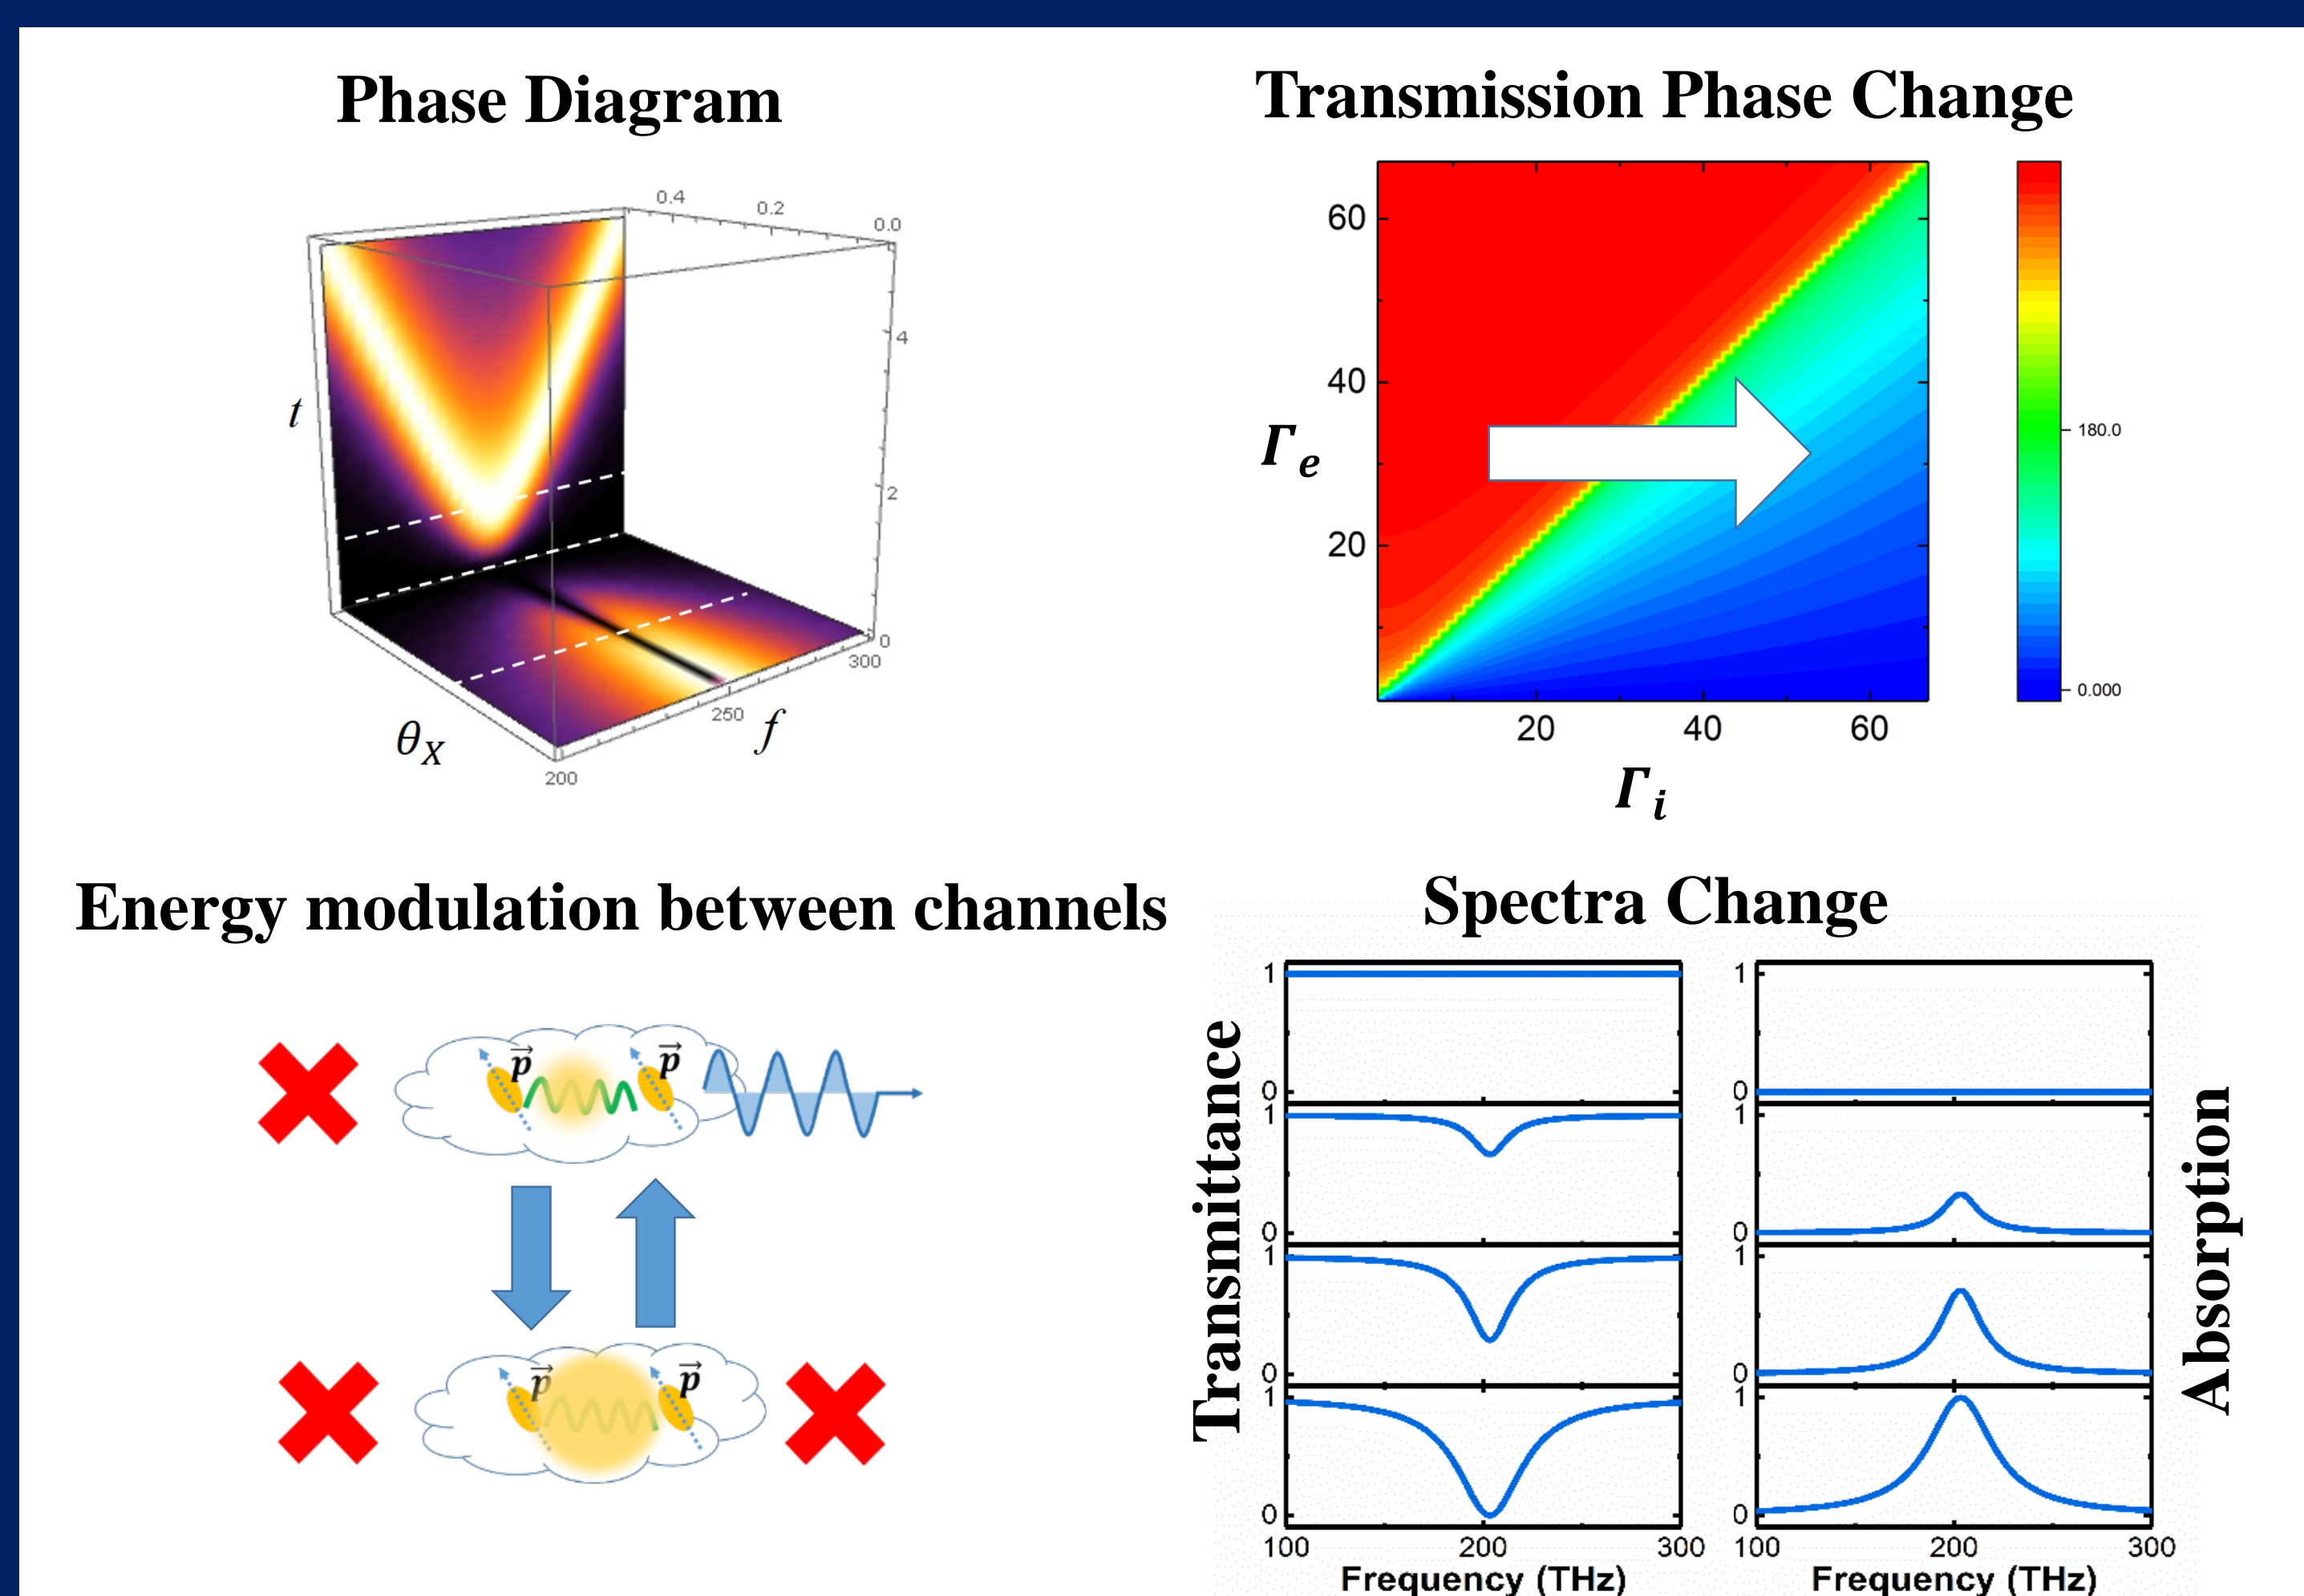 Phase Diagram
0.4
0.2
0.0
4
2
0
t
θX
200
250
300
f
Transmission Phase Change
60
40
20
Γe
20
40
60
Γi
180.0
0.000
Energy modulation between channels
p⃗
p⃗
p⃗
p⃗
Spectra Change
Transmittance
1
0
1
0
1
0
1
0
100
200
300
Frequency (THz)
1
0
1
0
1
0
1
0
100
200
300
Frequency (THz)
Absorption